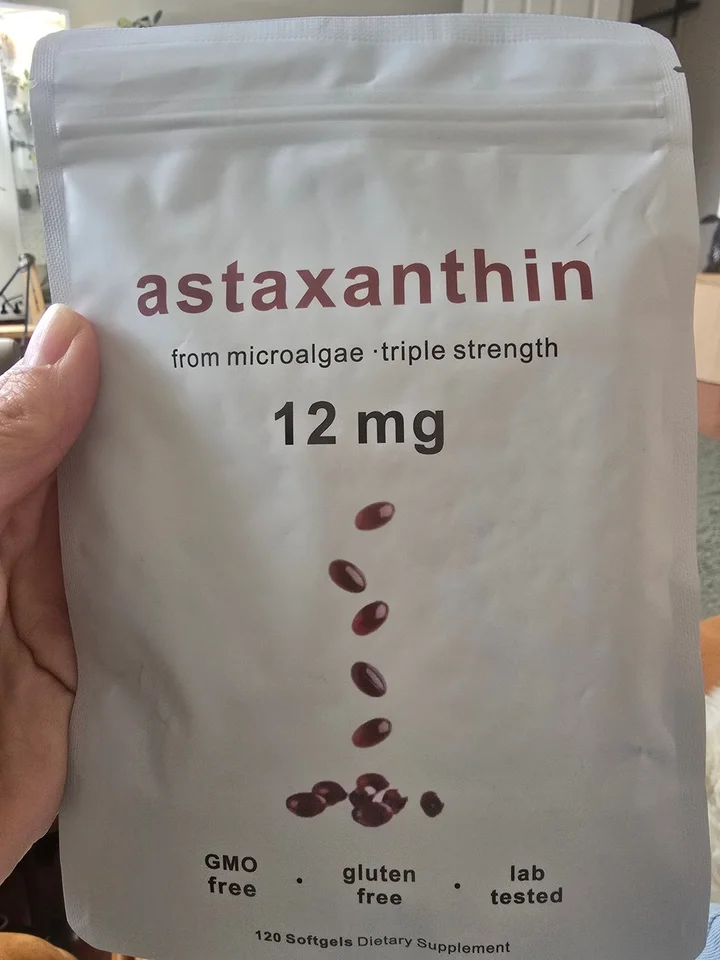 astaxanthin
from microalgae ·triple strength
12 mg
GMO free · gluten free · lab tested
120 Softgels Dietary Supplement